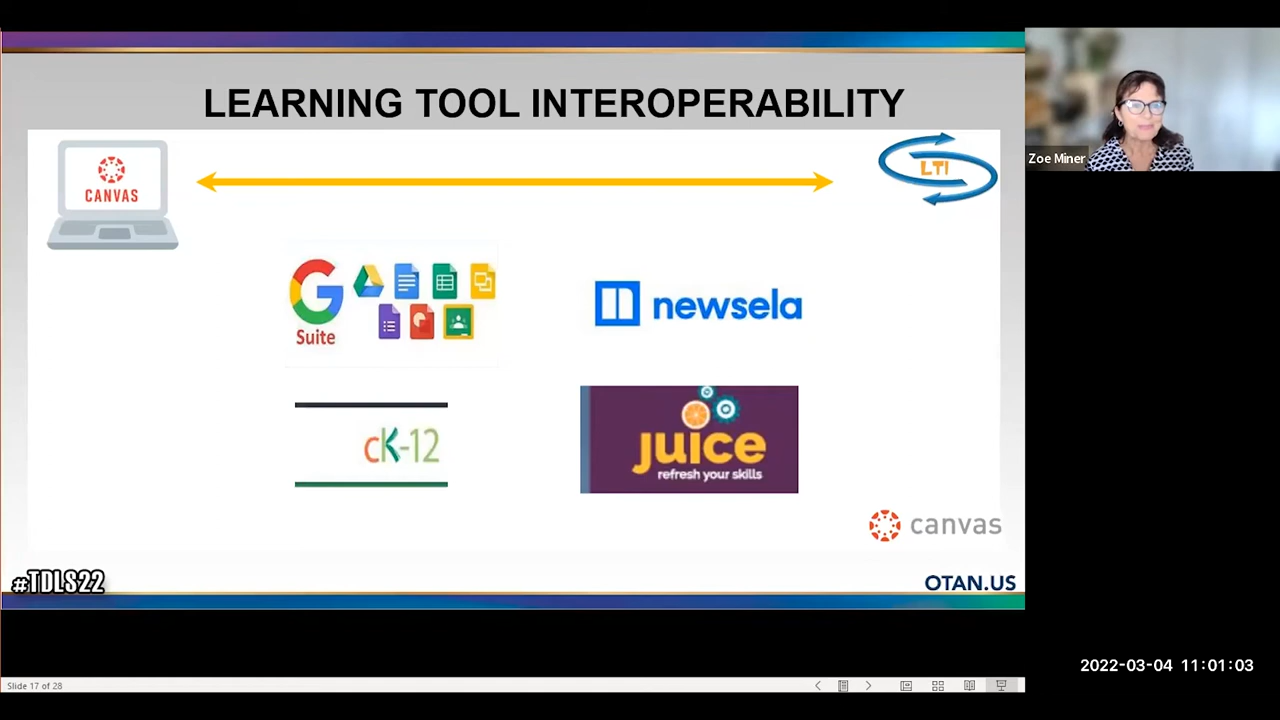 LEARNING TOOL INTEROPERABILITY
CANVAS
LTI
G
Suite
newsela
cK-12
juice
refresh your skills
canvas
#TDLS22
OTAN.US
Zoe Miner
2022-03-04 11:01:03
Slide 17 of 28